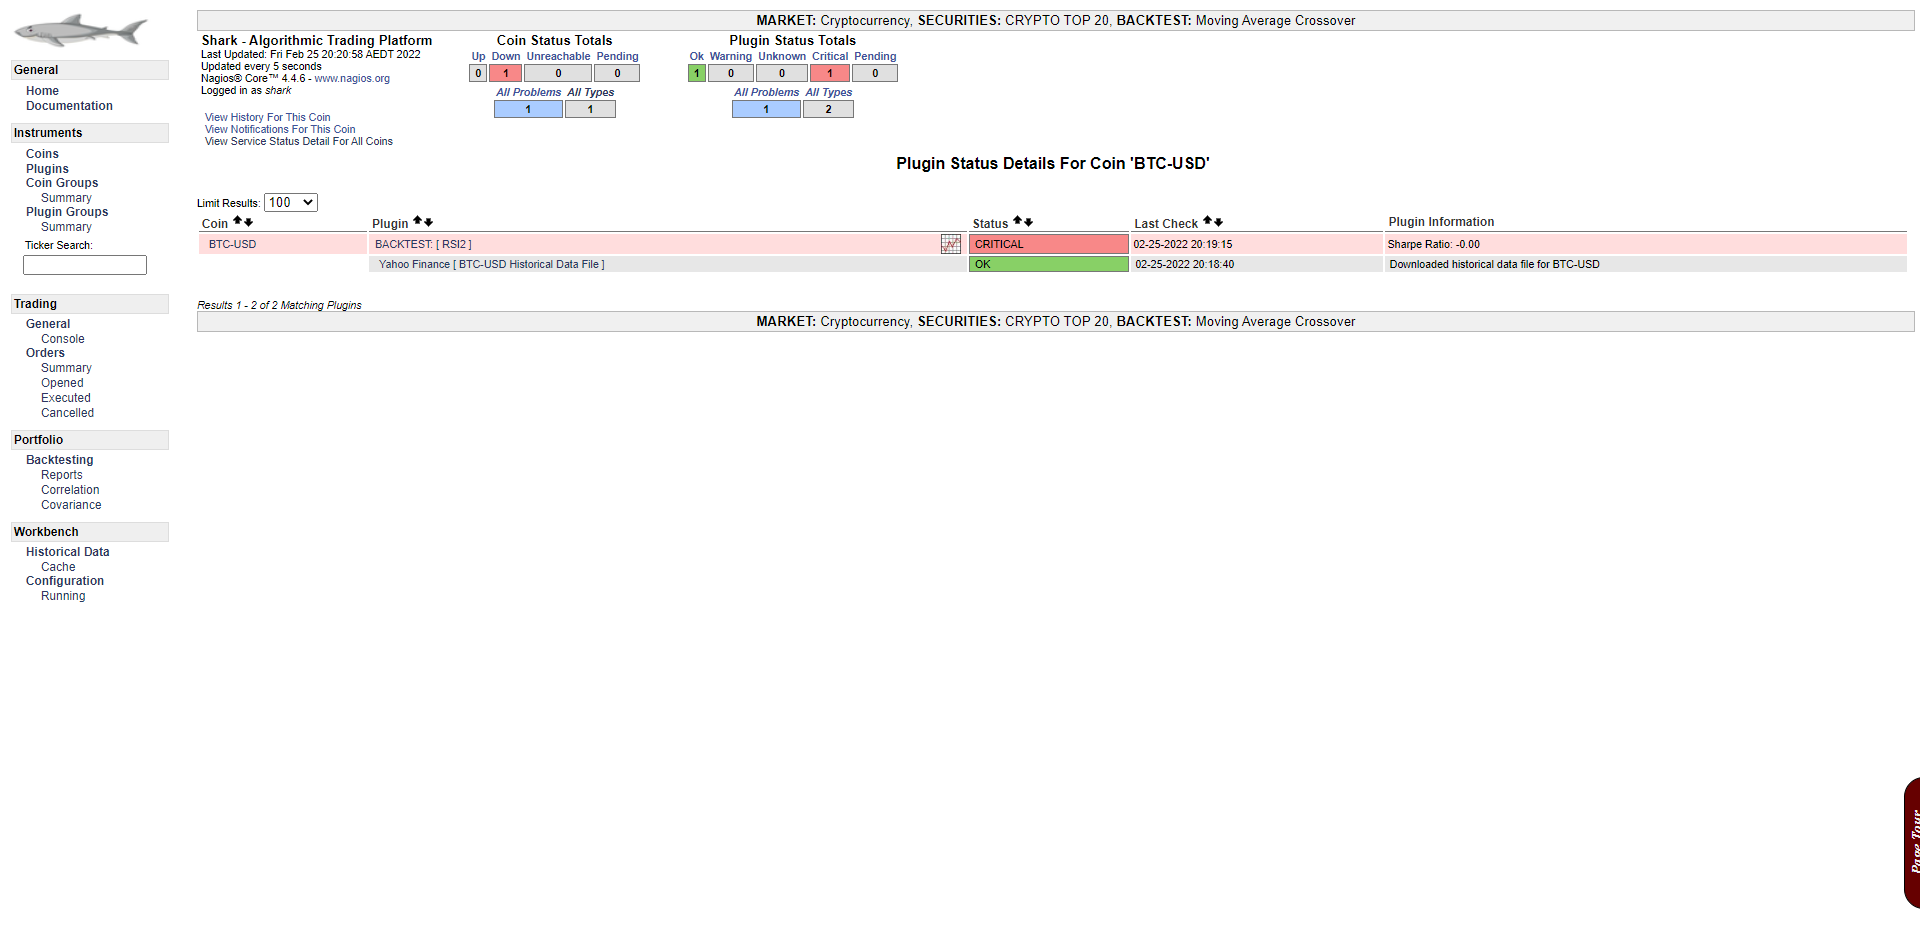 MARKET: Cryptocurrency, SECURITIES: CRYPTO TOP 20, BACKTEST: Moving Average Crossover
General
Home
Documentation
Instruments
Coins
Plugins
Coin Groups
Summary
Plugin Groups
Summary
Ticker Search:
Trading
General
Console
Orders
Summary
Opened
Executed
Cancelled
Portfolio
Backtesting
Reports
Correlation
Covariance
Workbench
Historical Data
Cache
Configuration
Running
Shark - Algorithmic Trading Platform
Last Updated: Fri Feb 25 20:20:58 AEDT 2022
Updated every 5 seconds
Nagios® Core™ 4.4.6 - www.nagios.org
Logged in as shark
View History For This Coin
View Notifications For This Coin
View Service Status Detail For All Coins
Coin Status Totals
Up Down Unreachable Pending
0 1 0 0
All Problems All Types
1 1
Plugin Status Totals
Ok Warning Unknown Critical Pending
1 0 0 1 0
All Problems All Types
1 2
Plugin Status Details For Coin 'BTC-USD'
Limit Results: 100
Coin Plugin Status Last Check Plugin Information
BTC-USD BACKTEST: [ RSI2 ] CRITICAL 02-25-2022 20:19:15 Sharpe Ratio: -0.00
Yahoo Finance [ BTC-USD Historical Data File ] OK 02-25-2022 20:18:40 Downloaded historical data file for BTC-USD
Results 1 - 2 of 2 Matching Plugins
MARKET: Cryptocurrency, SECURITIES: CRYPTO TOP 20, BACKTEST: Moving Average Crossover
Page Tour